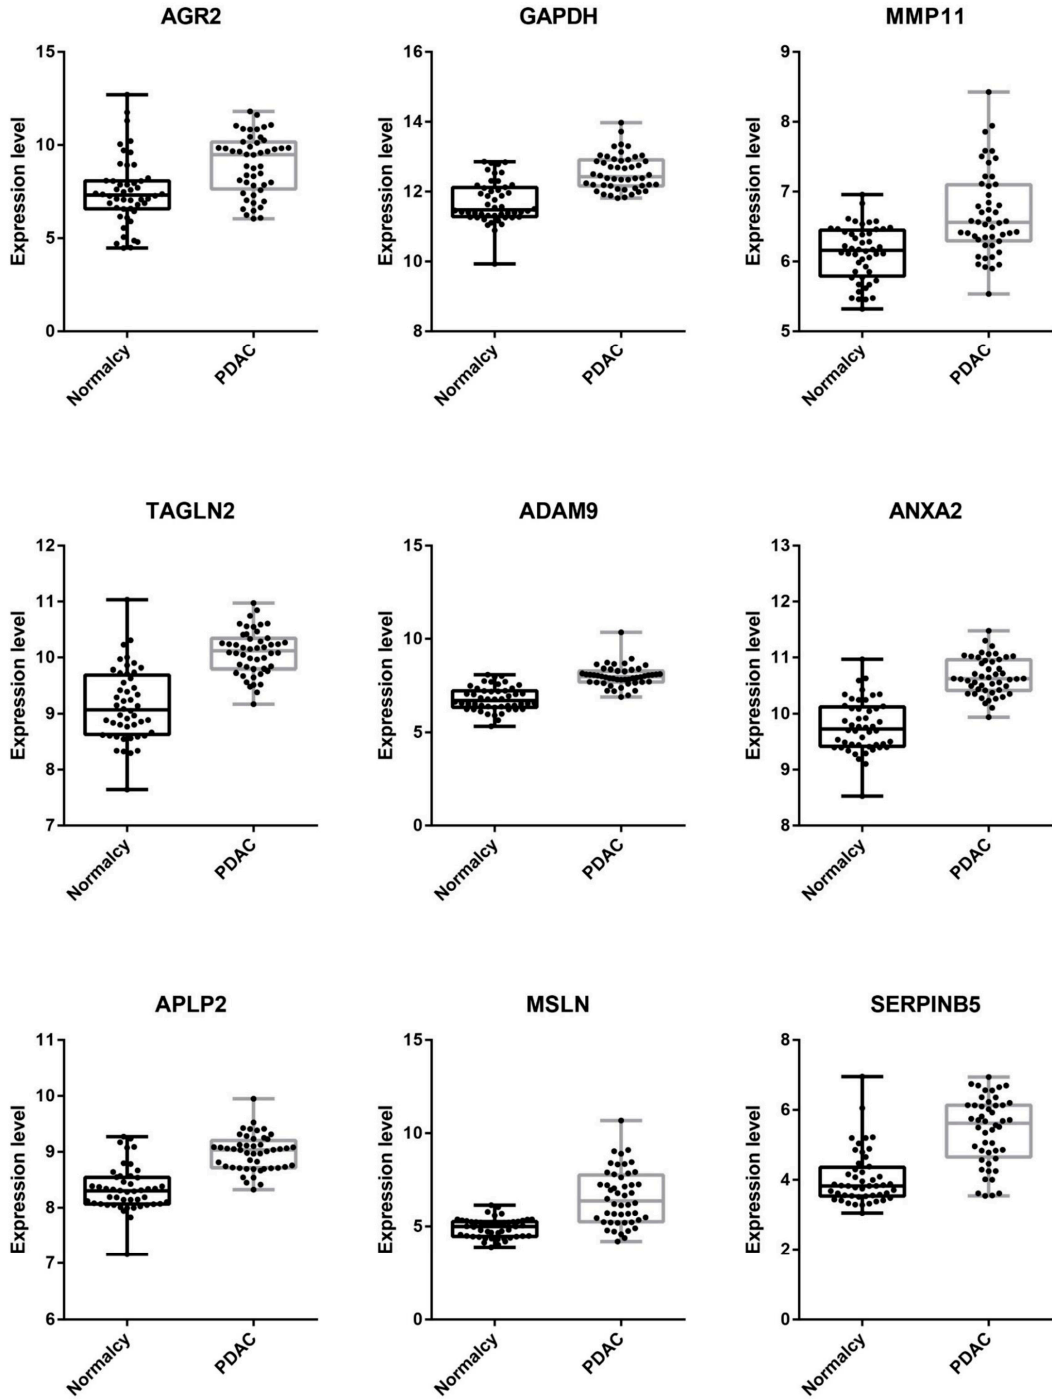 AGR2
GAPDH
MMP11
Expression level
15
10
5
0
Normalcy
PDAC
Expression level
16
14
12
10
8
Normalcy
PDAC
Expression level
9
8
7
6
5
Normalcy
PDAC
TAGLN2
ADAM9
ANXA2
Expression level
12
11
10
9
8
7
Normalcy
PDAC
Expression level
15
10
5
0
Normalcy
PDAC
Expression level
13
12
11
10
9
8
Normalcy
PDAC
APLP2
MSLN
SERPINB5
Expression level
11
10
9
8
7
6
Normalcy
PDAC
Expression level
15
10
5
0
Normalcy
PDAC
Expression level
8
6
4
2
0
Normalcy
PDAC